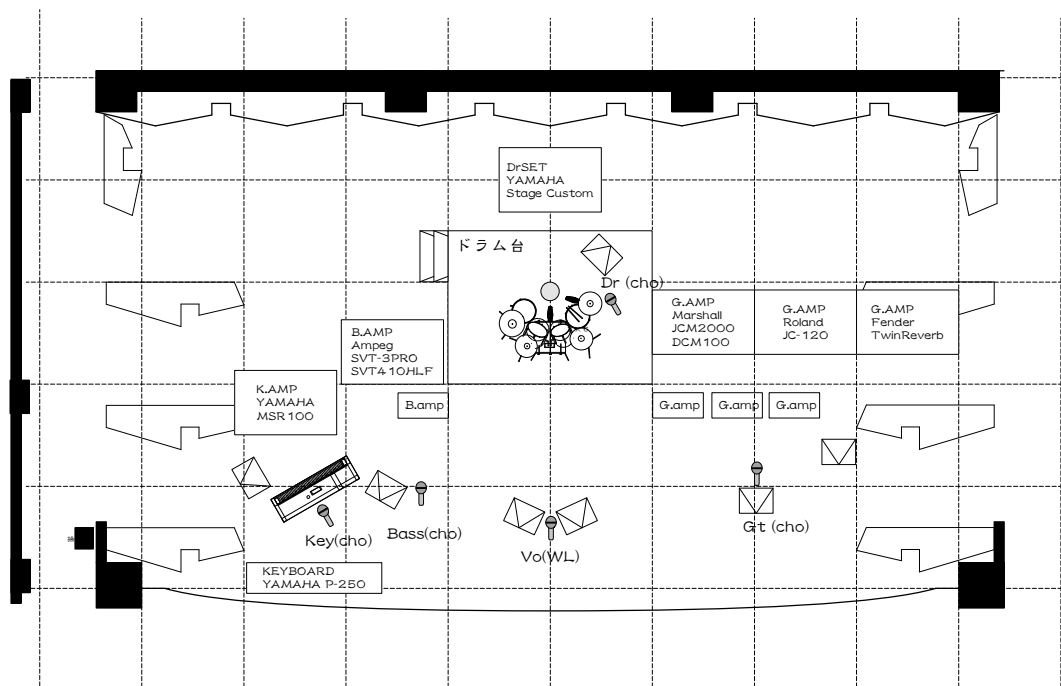 DrSET
YAMAHA
Stage Custom
ドラム台
Dr (cho)
G.AMP
Marshall
JCM2000
DCM100
G.AMP
Roland
JC-120
G.AMP
Fender
TwinReverb
B.AMP
Ampeg
SVT-3PRO
SVT410HLF
K.AMP
YAMAHA
MSR100
B.amp
G.amp
G.amp
G.amp
Key(cho)
Bass(cho)
Vo(WL)
Gt (cho)
KEYBOARD
YAMAHA P-250